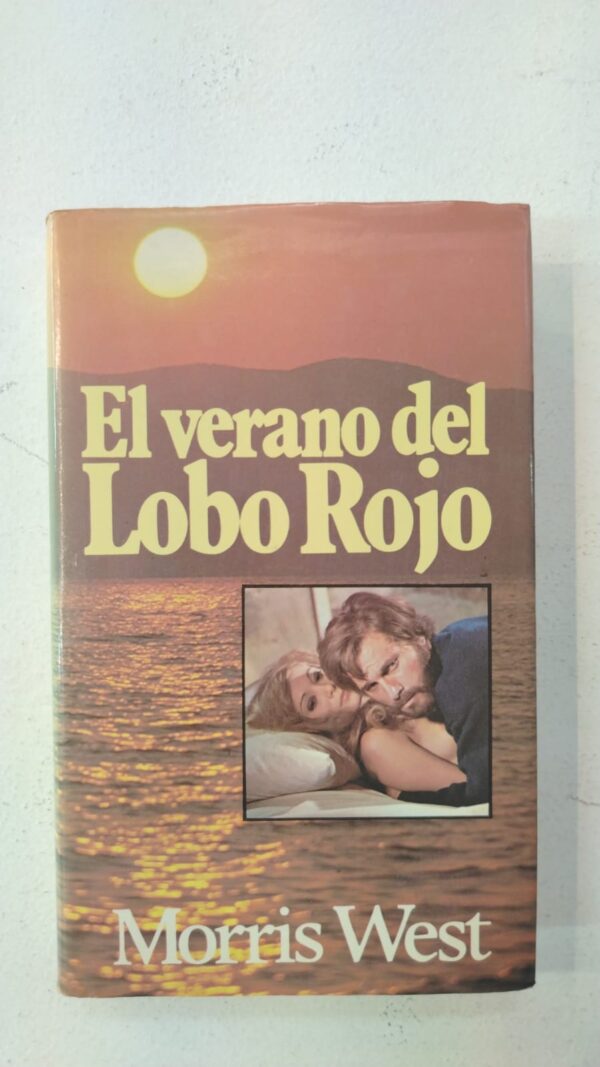 El verano del
Lobo Rojo
Morris West